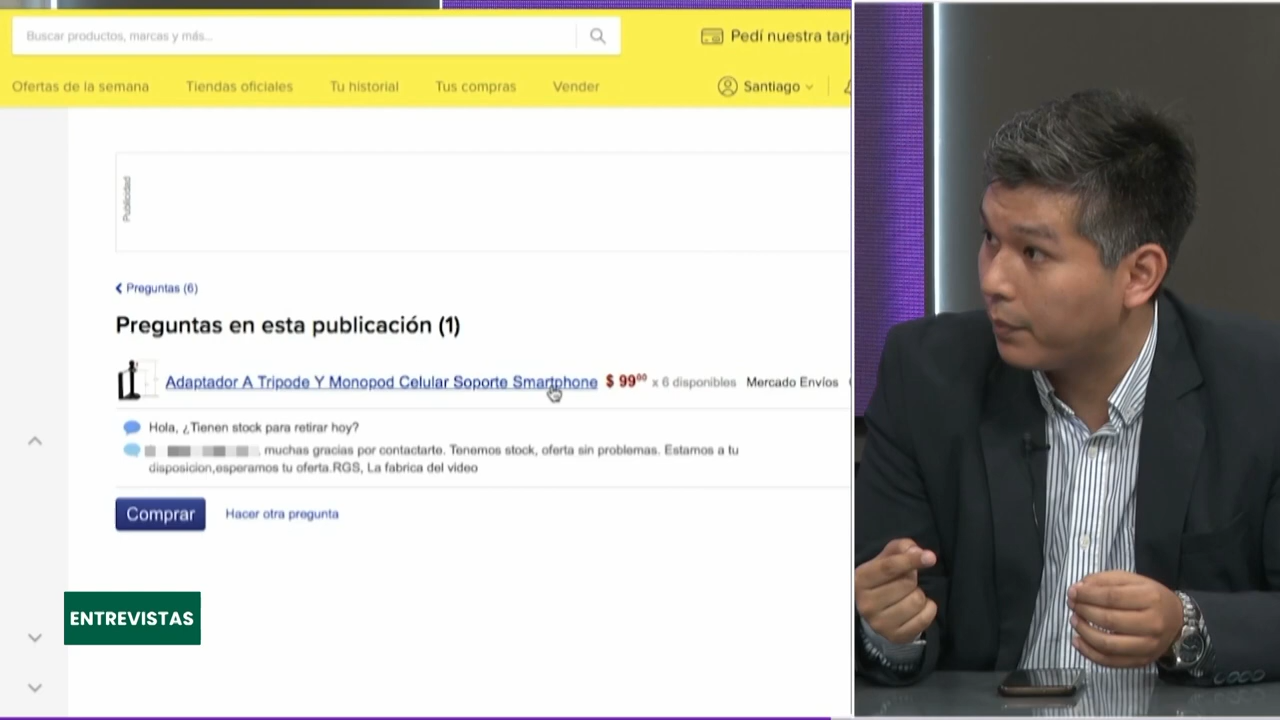 Buscar productos, marcas y más...
Pedí nuestra tarj
Ofertas de la semana Tiendas oficiales Tu historial Tus compras Vender Santiago
Publicidad
Preguntas (6)
Preguntas en esta publicación (1)
Adaptador A Tripode Y Monopod Celular Soporte Smartphone $ 99⁰⁰ x 6 disponibles Mercado Envíos
Hola, ¿Tienen stock para retirar hoy?
, muchas gracias por contactarte. Tenemos stock, oferta sin problemas. Estamos a tu
disposicion,esperamos tu oferta.RGS, La fabrica del video
Comprar Hacer otra pregunta
ENTREVISTAS